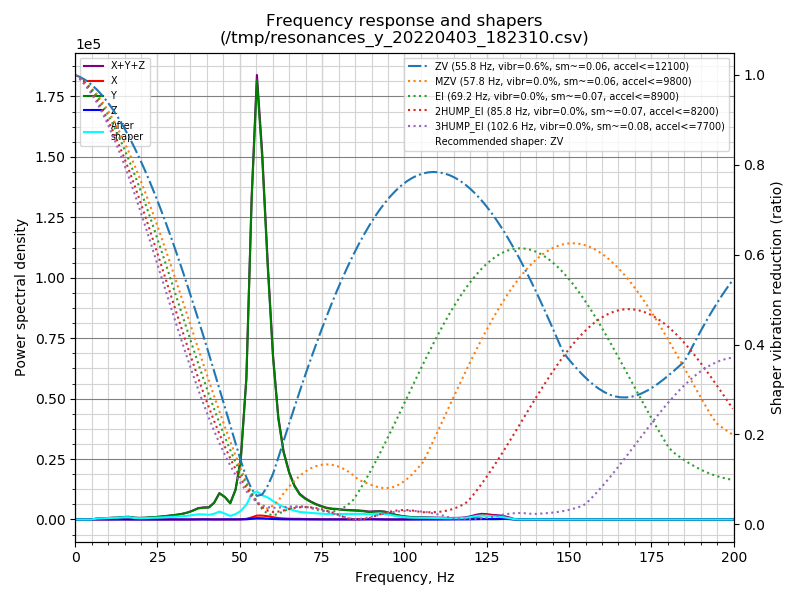 Frequency response and shapers
(/tmp/resonances_y_20220403_182310.csv)
1e5
X+Y+Z
X
Y
Z
After
shaper
ZV (55.8 Hz, vibr=0.6%, sm~=0.06, accel<=12100)
MZV (57.8 Hz, vibr=0.0%, sm~=0.06, accel<=9800)
EI (69.2 Hz, vibr=0.0%, sm~=0.07, accel<=8900)
2HUMP_EI (85.8 Hz, vibr=0.0%, sm~=0.07, accel<=8200)
3HUMP_EI (102.6 Hz, vibr=0.0%, sm~=0.08, accel<=7700)
Recommended shaper: ZV
Power spectral density
1.75
1.50
1.25
1.00
0.75
0.50
0.25
0.00
1.0
0.8
0.6
0.4
0.2
0.0
Shaper vibration reduction (ratio)
0 25 50 75 100 125 150 175 200
Frequency, Hz